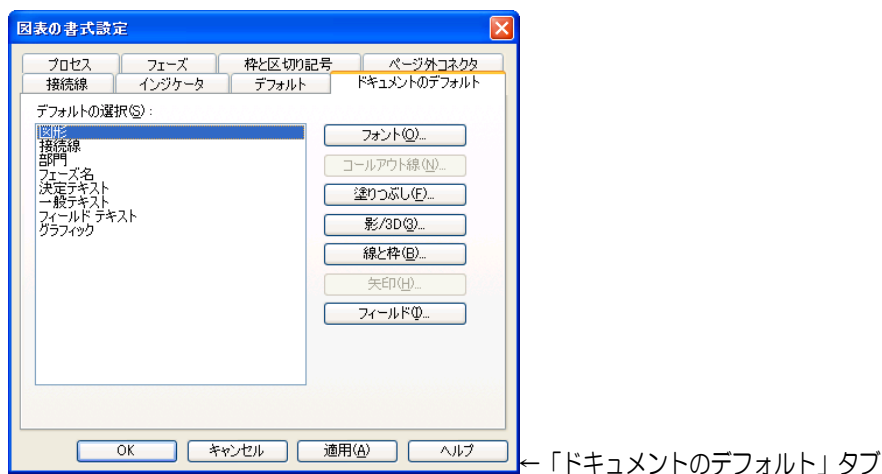 図表の書式設定
プロセス フェーズ 枠と区切り記号 ページ外コネクタ
接続線 インジケータ デフォルト ドキュメントのデフォルト
デフォルトの選択(S):
図形
接続線
部門
フェーズ名
決定テキスト
一般テキスト
フィールド テキスト
グラフィック
フォント(O)...
コールアウト線(N)...
塗りつぶし(F)...
影/3D(3)...
線と枠(B)...
矢印(H)...
フィールド(I)...
OK キャンセル 適用(A) ヘルプ
←「ドキュメントのデフォルト」タブ